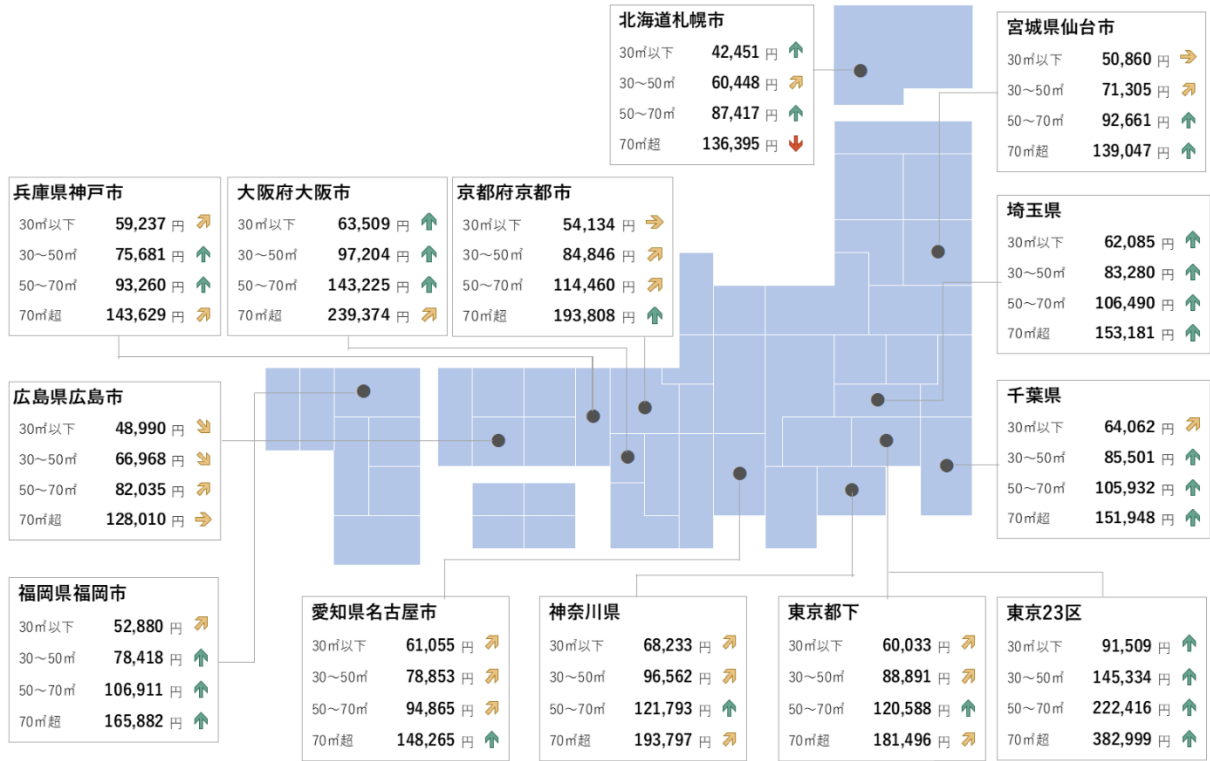 北海道札幌市
30㎡以下 42,451 円
30～50㎡ 60,448 円
50～70㎡ 87,417 円
70㎡超 136,395 円
宮城県仙台市
30㎡以下 50,860 円
30～50㎡ 71,305 円
50～70㎡ 92,661 円
70㎡超 139,047 円
兵庫県神戸市
30㎡以下 59,237 円
30～50㎡ 75,681 円
50～70㎡ 93,260 円
70㎡超 143,629 円
大阪府大阪市
30㎡以下 63,509 円
30～50㎡ 97,204 円
50～70㎡ 143,225 円
70㎡超 239,374 円
京都府京都市
30㎡以下 54,134 円
30～50㎡ 84,846 円
50～70㎡ 114,460 円
70㎡超 193,808 円
埼玉県
30㎡以下 62,085 円
30～50㎡ 83,280 円
50～70㎡ 106,490 円
70㎡超 153,181 円
広島県広島市
30㎡以下 48,990 円
30～50㎡ 66,968 円
50～70㎡ 82,035 円
70㎡超 128,010 円
千葉県
30㎡以下 64,062 円
30～50㎡ 85,501 円
50～70㎡ 105,932 円
70㎡超 151,948 円
福岡県福岡市
30㎡以下 52,880 円
30～50㎡ 78,418 円
50～70㎡ 106,911 円
70㎡超 165,882 円
愛知県名古屋市
30㎡以下 61,055 円
30～50㎡ 78,853 円
50～70㎡ 94,865 円
70㎡超 148,265 円
神奈川県
30㎡以下 68,233 円
30～50㎡ 96,562 円
50～70㎡ 121,793 円
70㎡超 193,797 円
東京都下
30㎡以下 60,033 円
30～50㎡ 88,891 円
50～70㎡ 120,588 円
70㎡超 181,496 円
東京23区
30㎡以下 91,509 円
30～50㎡ 145,334 円
50～70㎡ 222,416 円
70㎡超 382,999 円